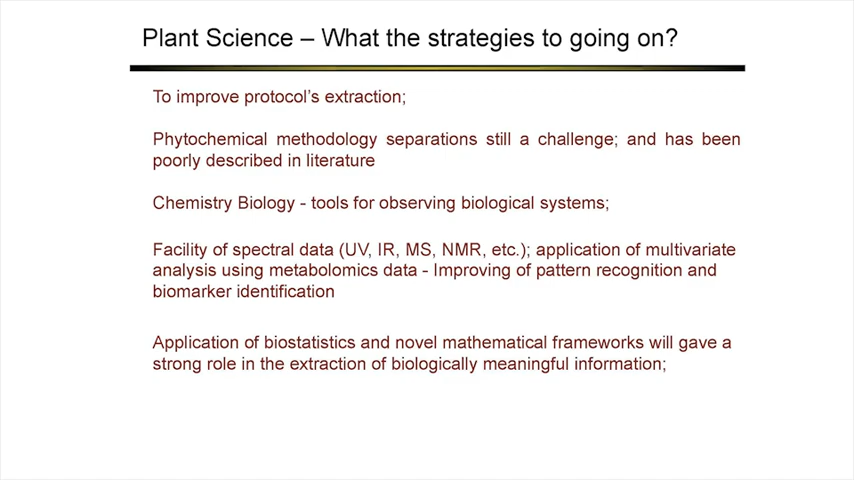 Plant Science – What the strategies to going on?
To improve protocol's extraction;
Phytochemical methodology separations still a challenge; and has been
poorly described in literature
Chemistry Biology - tools for observing biological systems;
Facility of spectral data (UV, IR, MS, NMR, etc.); application of multivariate
analysis using metabolomics data - Improving of pattern recognition and
biomarker identification
Application of biostatistics and novel mathematical frameworks will gave a
strong role in the extraction of biologically meaningful information;